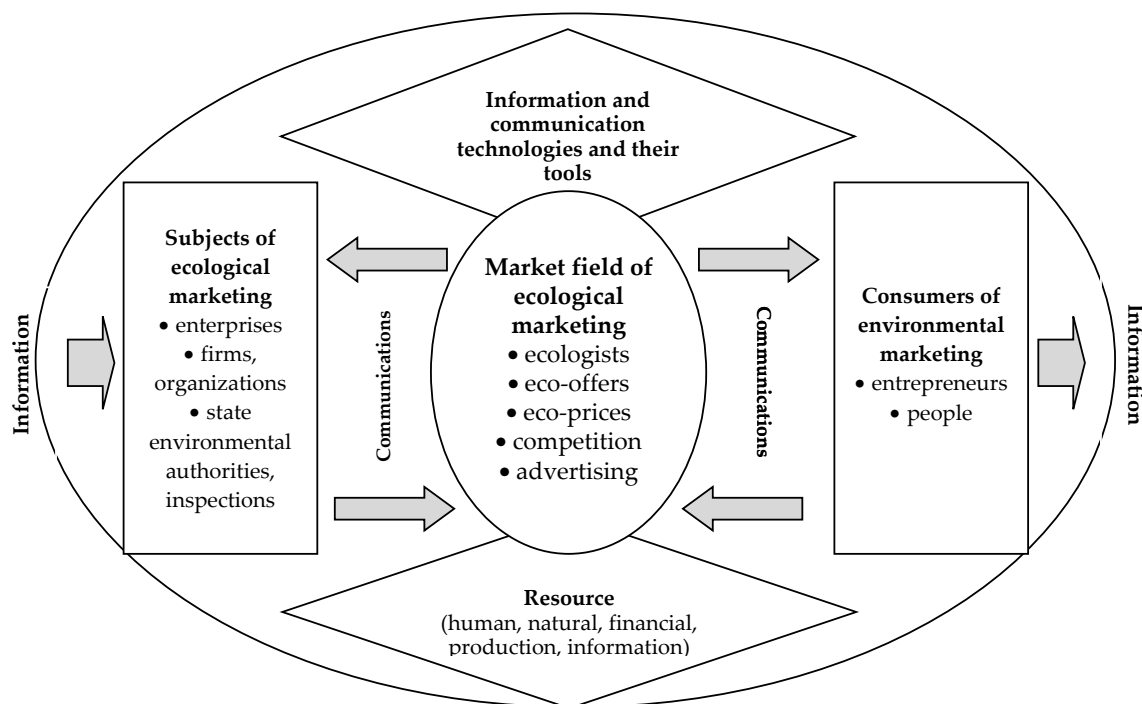 Information and
communication
technologies and their
tools
Information
Subjects of
ecological
marketing
• enterprises
• firms,
organizations
• state
environmental
authorities,
inspections
Communications
Market field of
ecological
marketing
• ecologists
• eco-offers
• eco-prices
• competition
• advertising
Communications
Consumers of
environmental
marketing
• entrepreneurs
• people
Information
Resource
(human, natural, financial,
production, information)